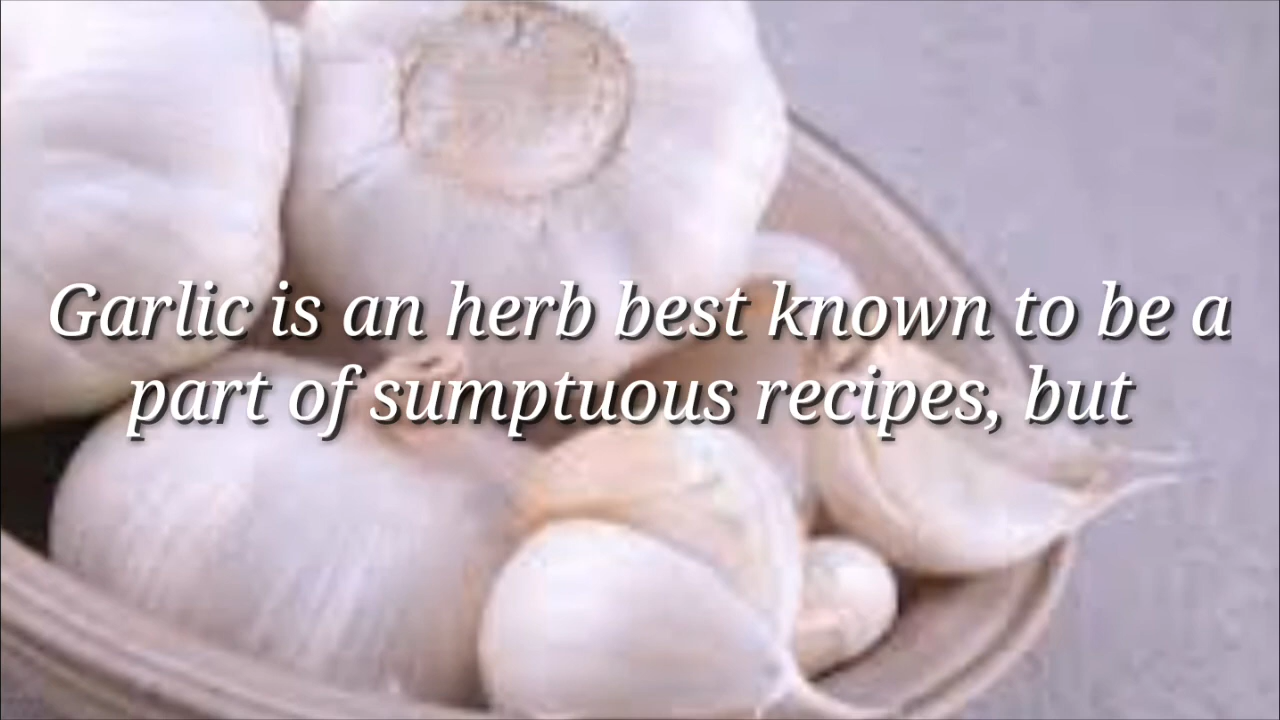 Garlic is an herb best known to be a
part of sumptuous recipes, but